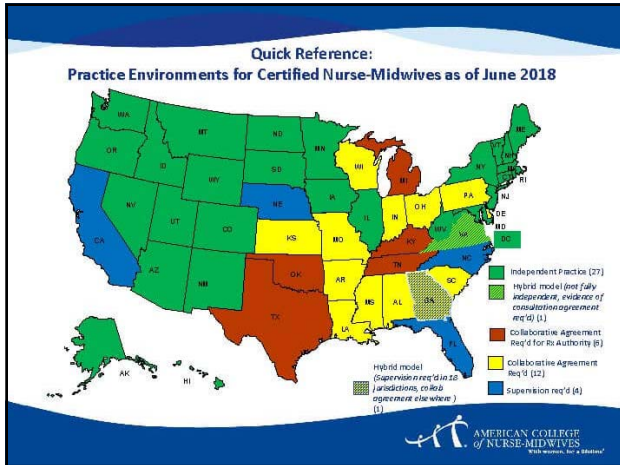 Quick Reference:
Practice Environments for Certified Nurse-Midwives as of June 2018
WA
MT
ND
MN
ME
VT
NH
OR
ID
SD
WI
MI
NY
RI
WY
IA
PA
NJ
NV
NE
IL
IN
OH
DE
MD
UT
CO
WV
VA
DC
CA
KS
MO
KY
NC
TN
AZ
NM
OK
AR
SC
MS
AL
GA
TX
LA
FL
AK
HI
Independent Practice (27)
Hybrid model (not fully
independent, evidence of
consultation agreement
req'd) (1)
Collaborative Agreement
Req'd for Rx Authority (6)
Collaborative Agreement
Req'd (12)
Supervision req'd (4)
Hybrid model
(Supervision req'd in 18
jurisdictions, collab
agreement elsewhere )
(1)
AMERICAN COLLEGE
of NURSE-MIDWIVES
With women, for a lifetime®